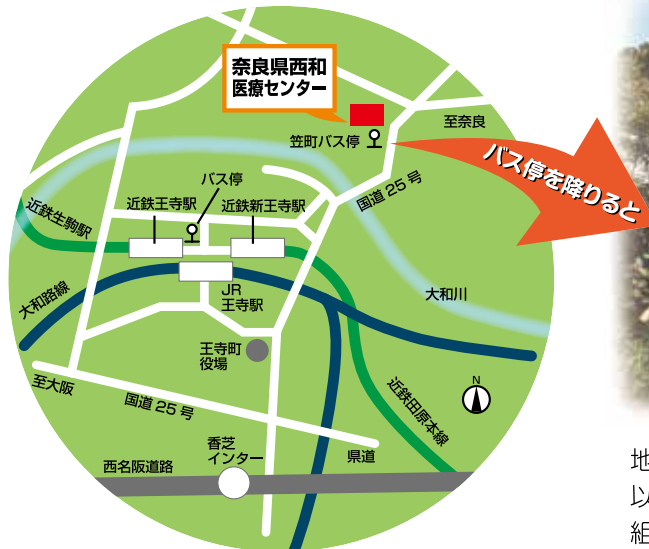 奈良県西和
医療センター
笠町バス停
至奈良
バス停を降りると
国道25号
バス停
近鉄王寺駅
近鉄新王寺駅
近鉄生駒駅
大和路線
JR
王寺駅
大和川
王寺町
役場
至大阪
国道25号
近鉄田原本線
N
香芝
インター
県道
西名阪道路
地
以
組